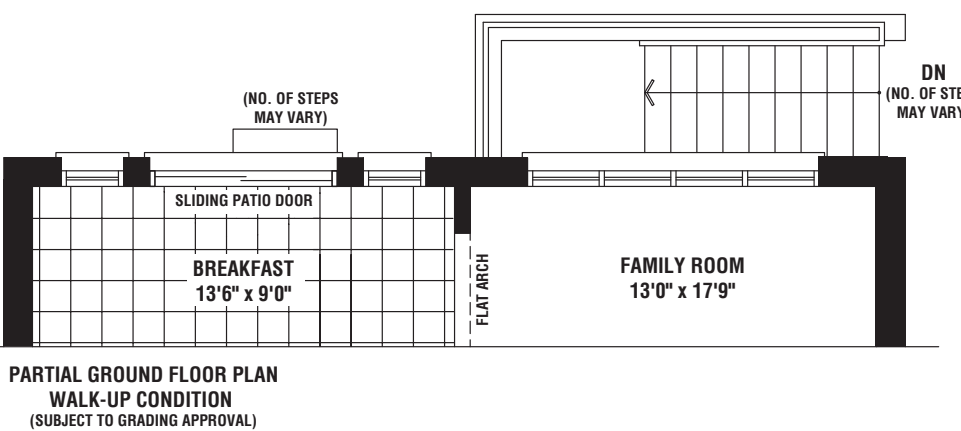 (NO. OF STEPS
MAY VARY)
DN
(NO. OF STE
MAY VARY
SLIDING PATIO DOOR
BREAKFAST
13'6" x 9'0"
FLAT ARCH
FAMILY ROOM
13'0" x 17'9"
PARTIAL GROUND FLOOR PLAN
WALK-UP CONDITION
(SUBJECT TO GRADING APPROVAL)